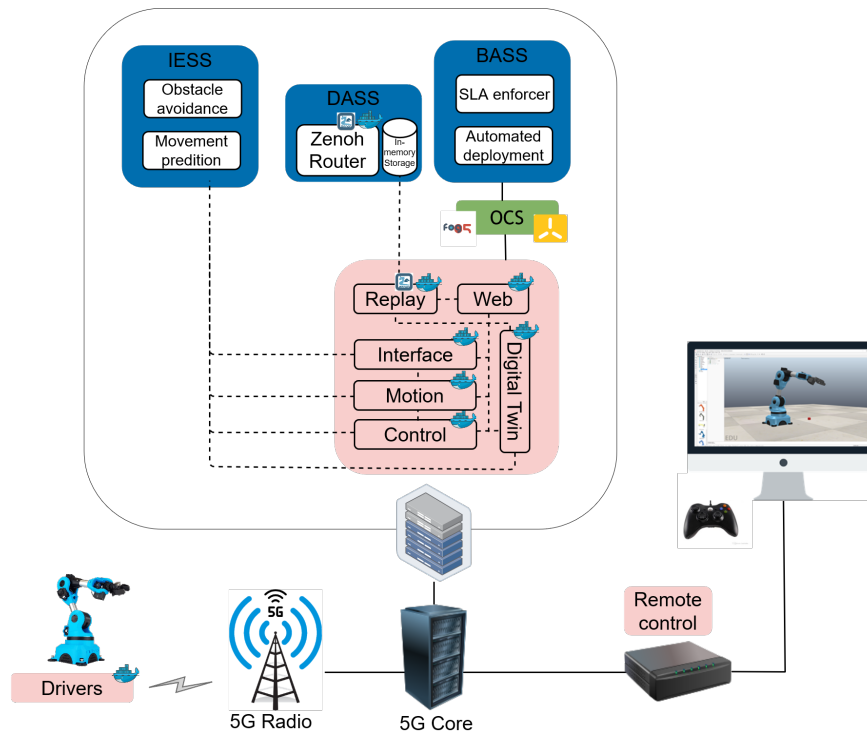 IESS
Obstacle
avoidance
Movement
predition
DASS
Zenoh
Router
In-
memory
Storage
BASS
SLA enforcer
Automated
deployment
OCS
Replay
Web
Interface
Motion
Control
Digital Twin
EDU
Remote
control
5G
Drivers
5G Radio
5G Core